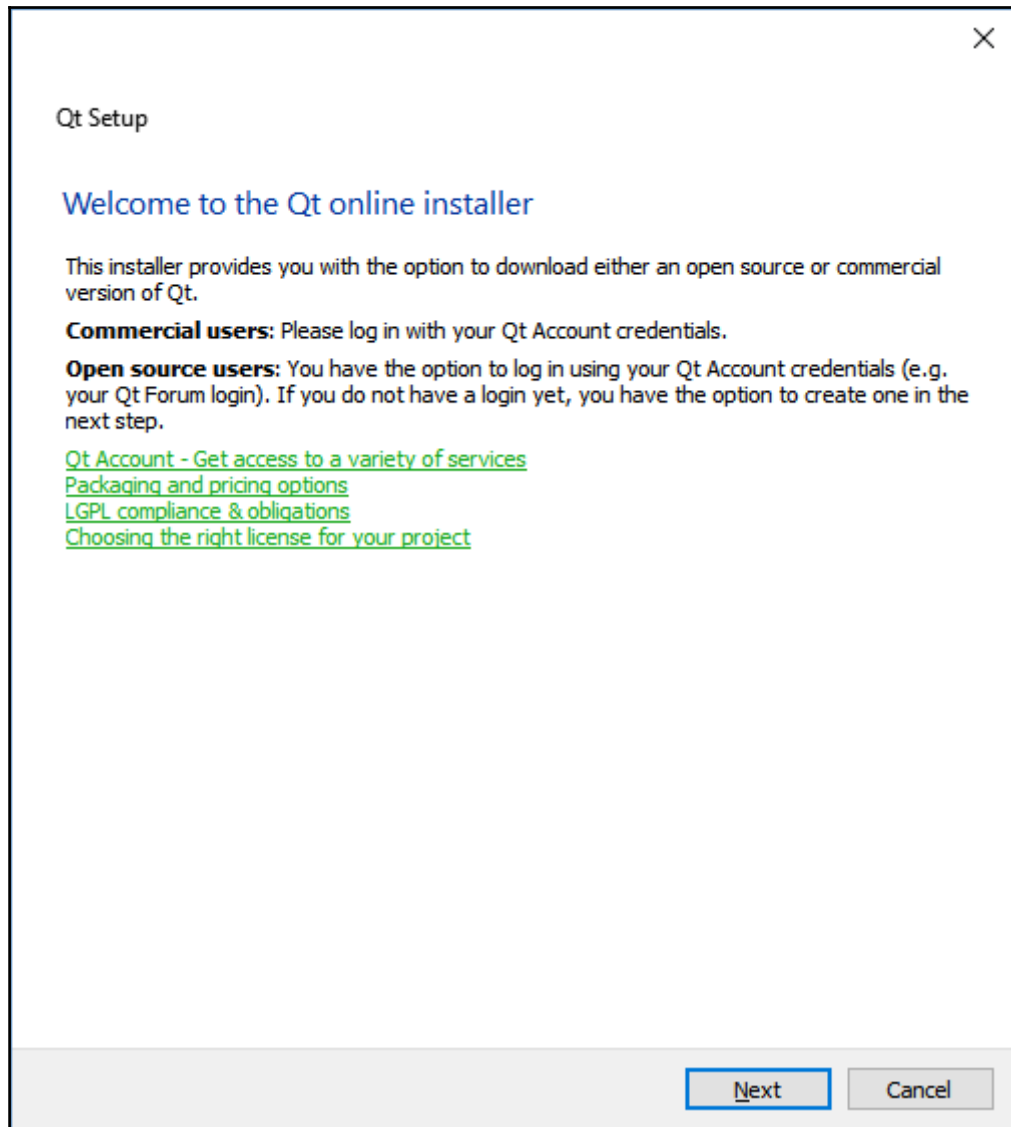 Qt Setup
Welcome to the Qt online installer
This installer provides you with the option to download either an open source or commercial
version of Qt.
Commercial users: Please log in with your Qt Account credentials.
Open source users: You have the option to log in using your Qt Account credentials (e.g.
your Qt Forum login). If you do not have a login yet, you have the option to create one in the
next step.
Qt Account - Get access to a variety of services
Packaging and pricing options
LGPL compliance & obligations
Choosing the right license for your project
Next Cancel